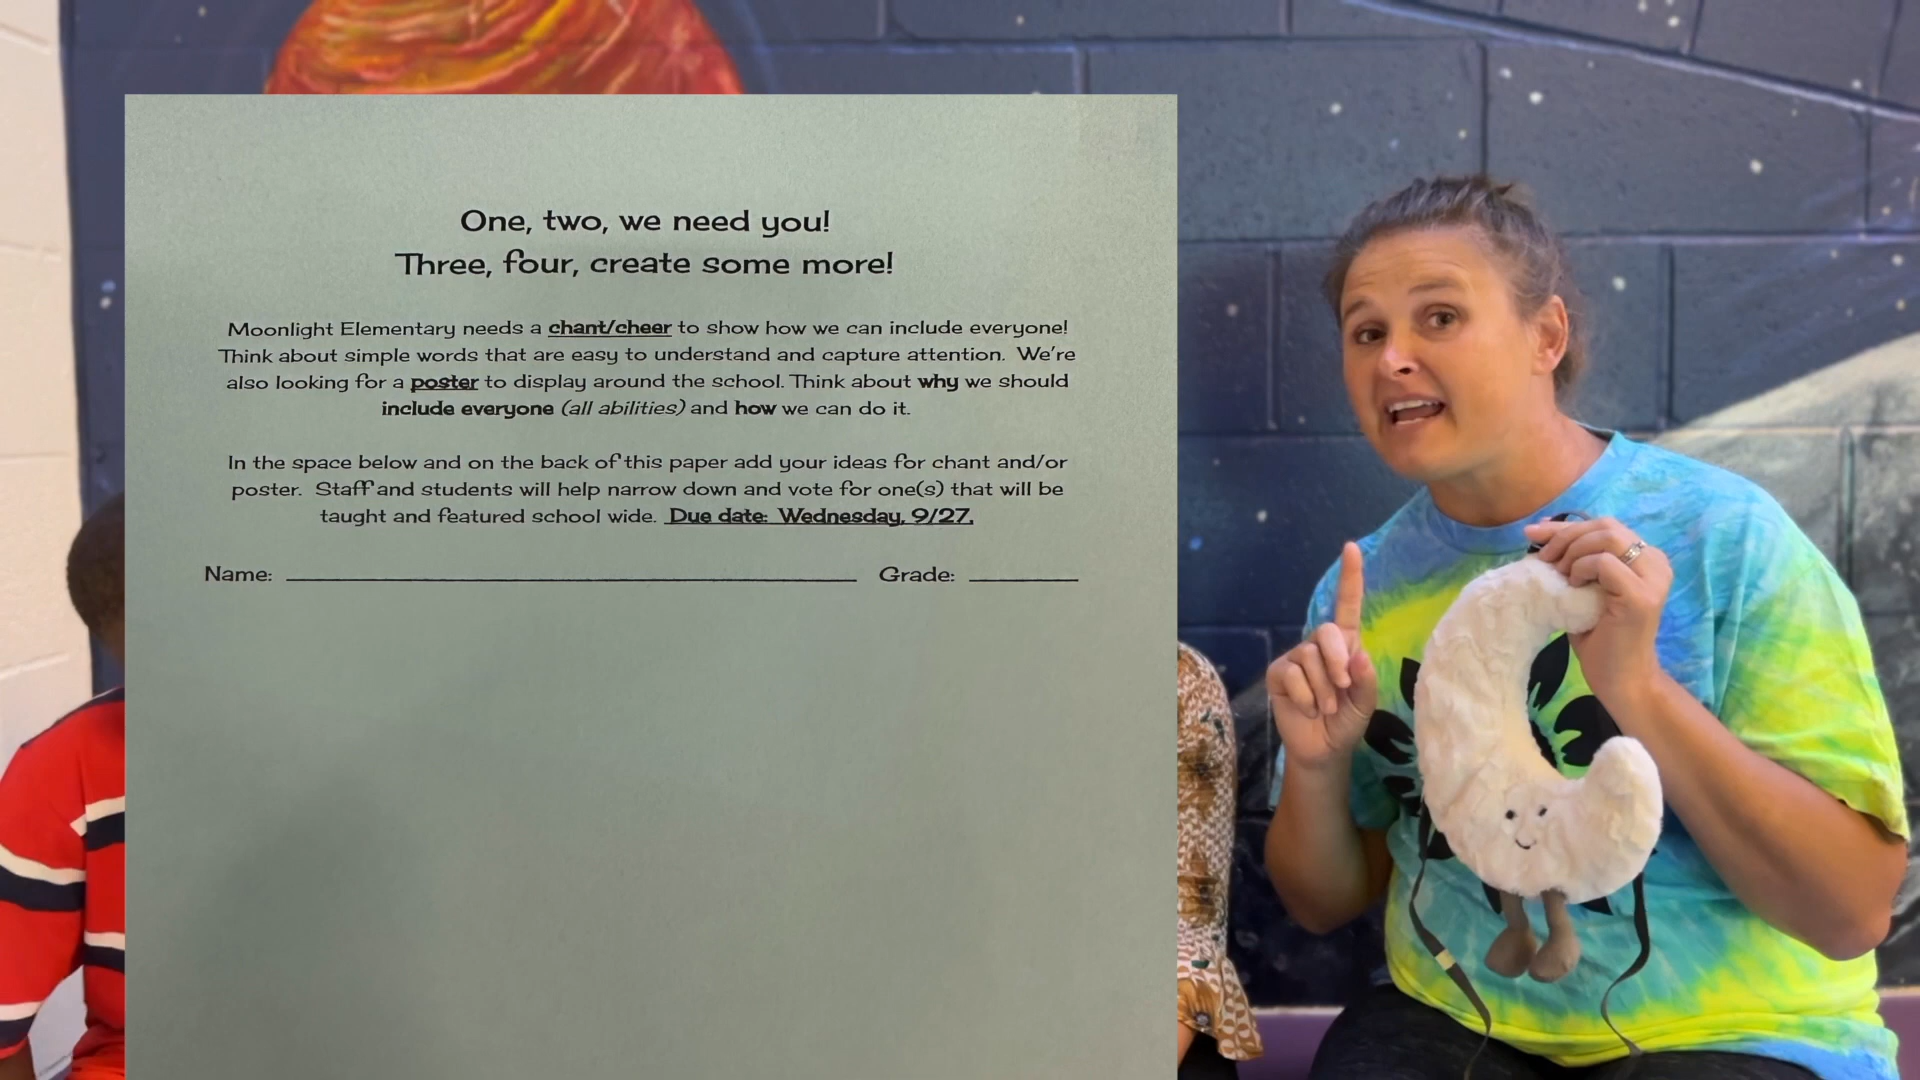 One, two, we need you!
Three, four, create some more!
Moonlight Elementary needs a chant/cheer to show how we can include everyone!
Think about simple words that are easy to understand and capture attention. We're
also looking for a poster to display around the school. Think about why we should
include everyone (all abilities) and how we can do it.
In the space below and on the back of this paper add your ideas for chant and/or
poster. Staff and students will help narrow down and vote for one(s) that will be
taught and featured school wide. Due date: Wednesday, 9/27.
Name: Grade: